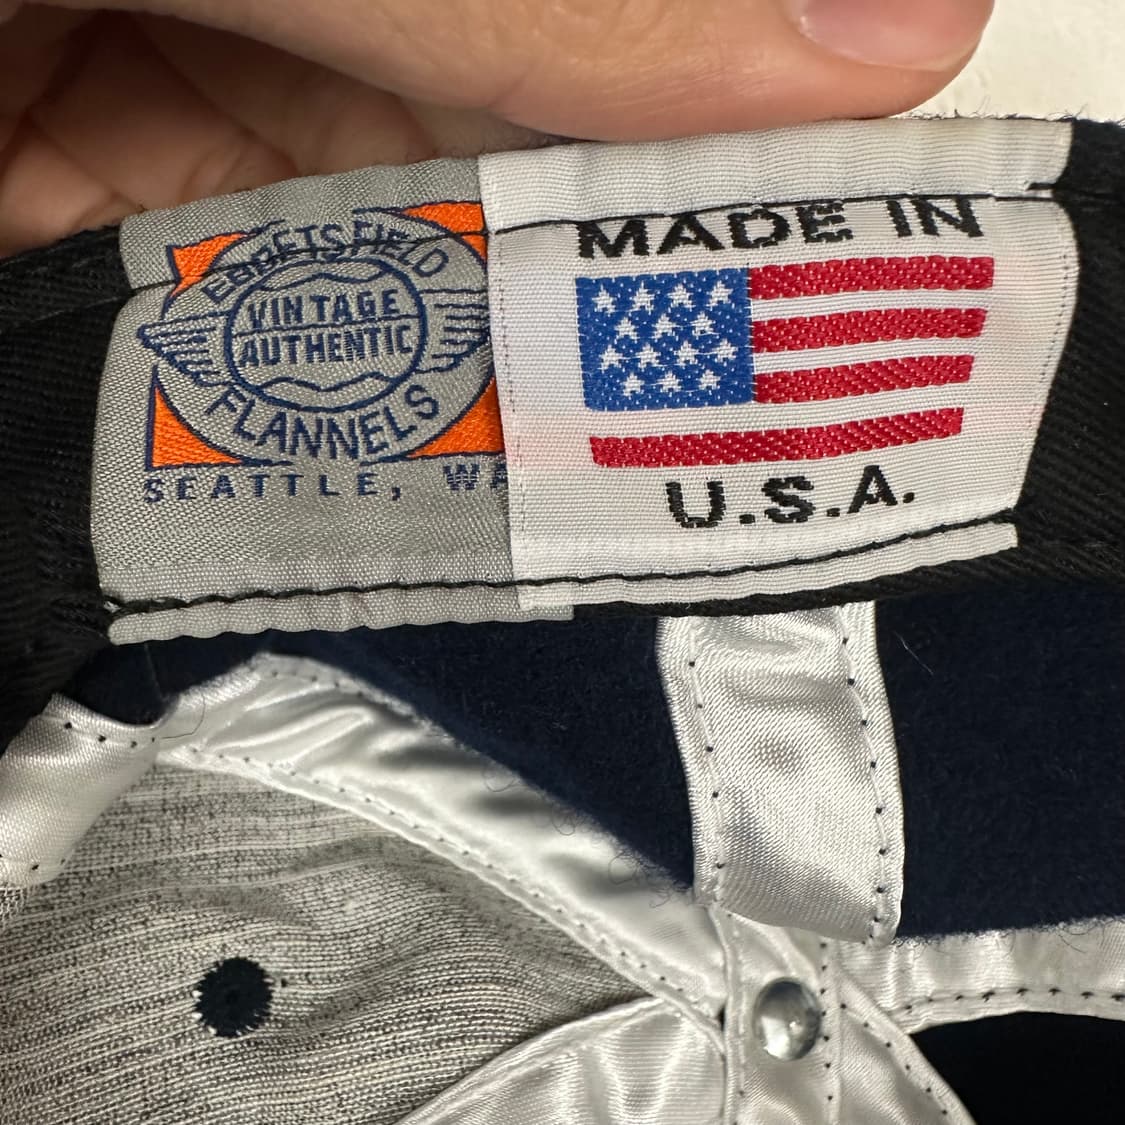 EBBETS FIELD
VINTAGE
AUTHENTIC
FLANNELS
SEATTLE, WA
MADE IN
U.S.A.